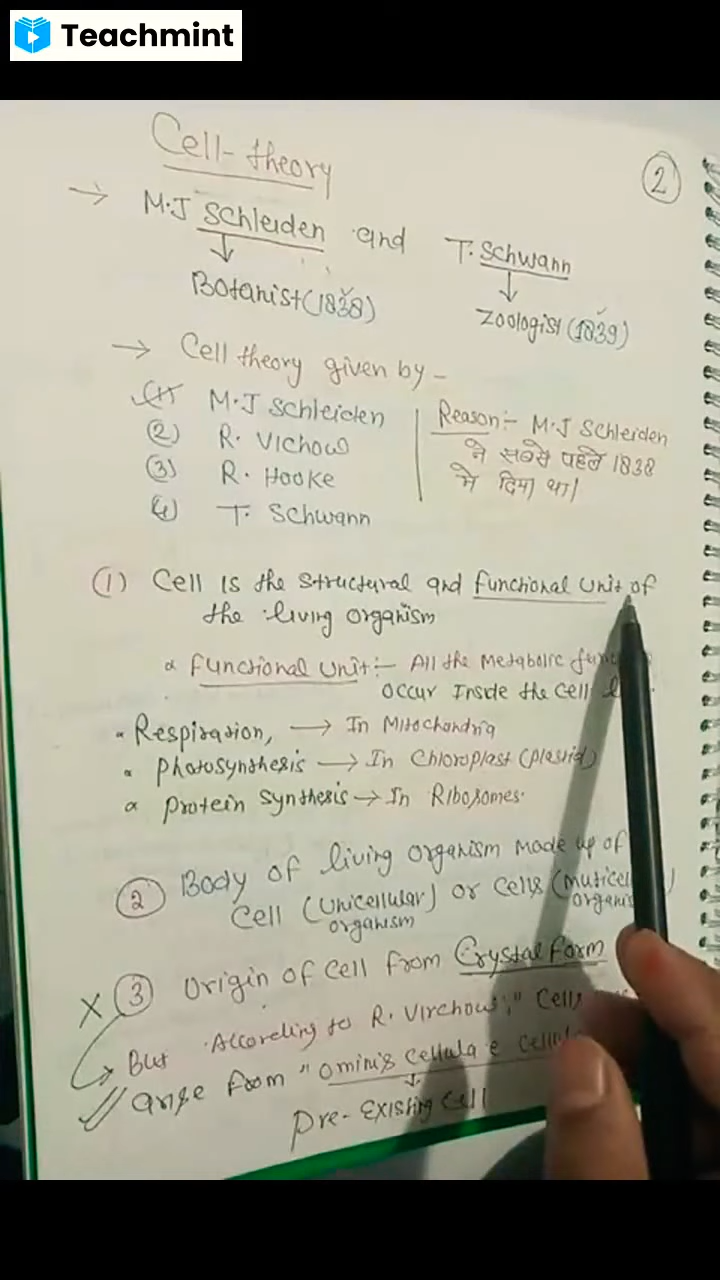 Teachmint
Cell-theory
2
→ M.J Schleiden and T. Schwann
Botanist (1838)
Zoologist (1839)
→ Cell theory given by -
(1) M.J Schleiden
(2) R. Vichow
(3) R. Hooke
(4) T. Schwann
Reason:- M.J Schleiden
ने सबसे पहले 1838
मे दिया था।
(1) Cell is the structural and functional unit of
the living organism
* Functional unit:- All the Metabolic
occur Inside the cell
* Respiration, → In Mitochondria
* Photosynthesis → In Chloroplast (plastid)
* Protein Synthesis → In Ribosomes.
(2) Body of living organism made up of
Cell (Unicellular) or cells
organism
X (3) Origin of cell from Crystal form
But According to R. Virchow, " Cells
arise from " Ominis cellula e
Pre-Existing cell